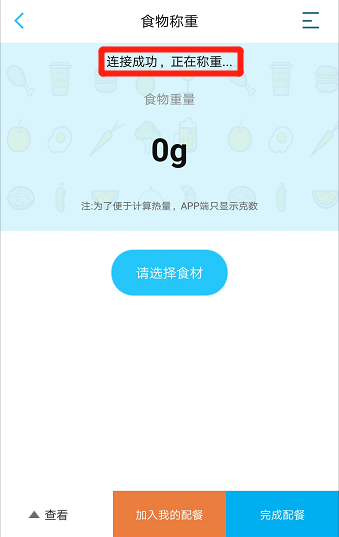 食物称重
连接成功，正在称重...
食物重量
0g
注:为了便于计算热量，APP端只显示克数
请选择食材
查看
加入我的配餐
完成配餐